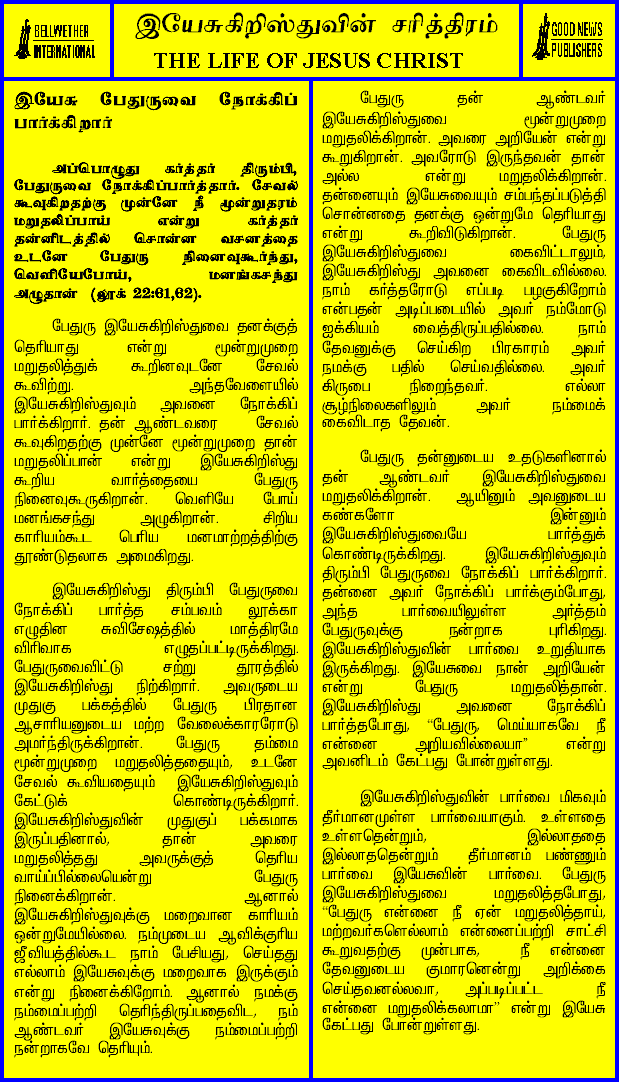 BELLWETHER
INTERNATIONAL
இயேசுகிறிஸ்துவின் சரித்திரம்
THE LIFE OF JESUS CHRIST
GOOD NEWS
PUBLISHERS
இயேசு பேதுருவை நோக்கிப்
பார்க்கிறார்
அப்பொழுது கர்த்தர் திரும்பி,
பேதுருவை நோக்கிப்பார்த்தார். சேவல்
கூவுகிறதற்கு முன்னே நீ மூன்றுதரம்
மறுதலிப்பாய் என்று கர்த்தர்
தன்னிடத்தில் சொன்ன வசனத்தை
உடனே பேதுரு நினைவுகூர்ந்து,
வெளியேபோய், மனங்கசந்து
அழுதான் (லூக் 22:61,62).
பேதுரு இயேசுகிறிஸ்துவை தனக்குத்
தெரியாது என்று மூன்றுமுறை
மறுதலித்துக் கூறினவுடனே சேவல்
கூவிற்று. அந்தவேளையில்
இயேசுகிறிஸ்துவும் அவனை நோக்கிப்
பார்க்கிறார். தன் ஆண்டவரை சேவல்
கூவுகிறதற்கு முன்னே மூன்றுமுறை தான்
மறுதலிப்பான் என்று இயேசுகிறிஸ்து
கூறிய வார்த்தையை பேதுரு
நினைவுகூருகிறான். வெளியே போய்
மனங்கசந்து அழுகிறான். சிறிய
காரியம்கூட பெரிய மனமாற்றத்திற்கு
தூண்டுதலாக அமைகிறது.
இயேசுகிறிஸ்து திரும்பி பேதுருவை
நோக்கிப் பார்த்த சம்பவம் லூக்கா
எழுதின சுவிசேஷத்தில் மாத்திரமே
விரிவாக எழுதப்பட்டிருக்கிறது.
பேதுருவைவிட்டு சற்று தூரத்தில்
இயேசுகிறிஸ்து நிற்கிறார். அவருடைய
முதுகு பக்கத்தில் பேதுரு பிரதான
ஆசாரியனுடைய மற்ற வேலைக்காரரோடு
அமர்ந்திருக்கிறான். பேதுரு தம்மை
மூன்றுமுறை மறுதலித்ததையும், உடனே
சேவல் கூவியதையும் இயேசுகிறிஸ்துவும்
கேட்டுக் கொண்டிருக்கிறார்.
இயேசுகிறிஸ்துவின் முதுகுப் பக்கமாக
இருப்பதினால், தான் அவரை
மறுதலித்தது அவருக்குத் தெரிய
வாய்ப்பில்லையென்று பேதுரு
நினைக்கிறான். ஆனால்
இயேசுகிறிஸ்துவுக்கு மறைவான காரியம்
ஒன்றுமேயில்லை. நம்முடைய ஆவிக்குரிய
ஜீவியத்தில்கூட நாம் பேசியது, செய்தது
எல்லாம் இயேசுவுக்கு மறைவாக இருக்கும்
என்று நினைக்கிறோம். ஆனால் நமக்கு
நம்மைப்பற்றி தெரிந்திருப்பதைவிட, நம்
ஆண்டவர் இயேசுவுக்கு நம்மைப்பற்றி
நன்றாகவே தெரியும்.
பேதுரு தன் ஆண்டவர்
இயேசுகிறிஸ்துவை மூன்றுமுறை
மறுதலிக்கிறான். அவரை அறியேன் என்று
கூறுகிறான். அவரோடு இருந்தவன் தான்
அல்ல என்று மறுதலிக்கிறான்.
தன்னையும் இயேசுவையும் சம்பந்தப்படுத்தி
சொன்னதை தனக்கு ஒன்றுமே தெரியாது
என்று கூறிவிடுகிறான். பேதுரு
இயேசுகிறிஸ்துவை கைவிட்டாலும்,
இயேசுகிறிஸ்து அவனை கைவிடவில்லை.
நாம் கர்த்தரோடு எப்படி பழகுகிறோம்
என்பதன் அடிப்படையில் அவர் நம்மோடு
ஐக்கியம் வைத்திருப்பதில்லை. நாம்
தேவனுக்கு செய்கிற பிரகாரம் அவர்
நமக்கு பதில் செய்வதில்லை. அவர்
கிருபை நிறைந்தவர். எல்லா
சூழ்நிலைகளிலும் அவர் நம்மைக்
கைவிடாத தேவன்.
பேதுரு தன்னுடைய உதடுகளினால்
தன் ஆண்டவர் இயேசுகிறிஸ்துவை
மறுதலிக்கிறான். ஆயினும் அவனுடைய
கண்களோ இன்னும்
இயேசுகிறிஸ்துவையே பார்த்துக்
கொண்டிருக்கிறது. இயேசுகிறிஸ்துவும்
திரும்பி பேதுருவை நோக்கிப் பார்க்கிறார்.
தன்னை அவர் நோக்கிப் பார்க்கும்போது,
அந்த பார்வையிலுள்ள அர்த்தம்
பேதுருவுக்கு நன்றாக புரிகிறது.
இயேசுகிறிஸ்துவின் பார்வை உறுதியாக
இருக்கிறது. இயேசுவை நான் அறியேன்
என்று பேதுரு மறுதலித்தான்.
இயேசுகிறிஸ்து அவனை நோக்கிப்
பார்த்தபோது, “பேதுரு, மெய்யாகவே நீ
என்னை அறியவில்லையா” என்று
அவனிடம் கேட்பது போன்றுள்ளது.
இயேசுகிறிஸ்துவின் பார்வை மிகவும்
தீர்மானமுள்ள பார்வையாகும். உள்ளதை
உள்ளதென்றும், இல்லாததை
இல்லாததென்றும் தீர்மானம் பண்ணும்
பார்வை இயேசுவின் பார்வை. பேதுரு
இயேசுகிறிஸ்துவை மறுதலித்தபோது,
“பேதுரு என்னை நீ ஏன் மறுதலித்தாய்,
மற்றவர்களெல்லாம் என்னைப்பற்றி சாட்சி
கூறுவதற்கு முன்பாக, நீ என்னை
தேவனுடைய குமாரனென்று அறிக்கை
செய்தவனல்லவா, அப்படிப்பட்ட நீ
என்னை மறுதலிக்கலாமா” என்று இயேசு
கேட்பது போன்றுள்ளது.